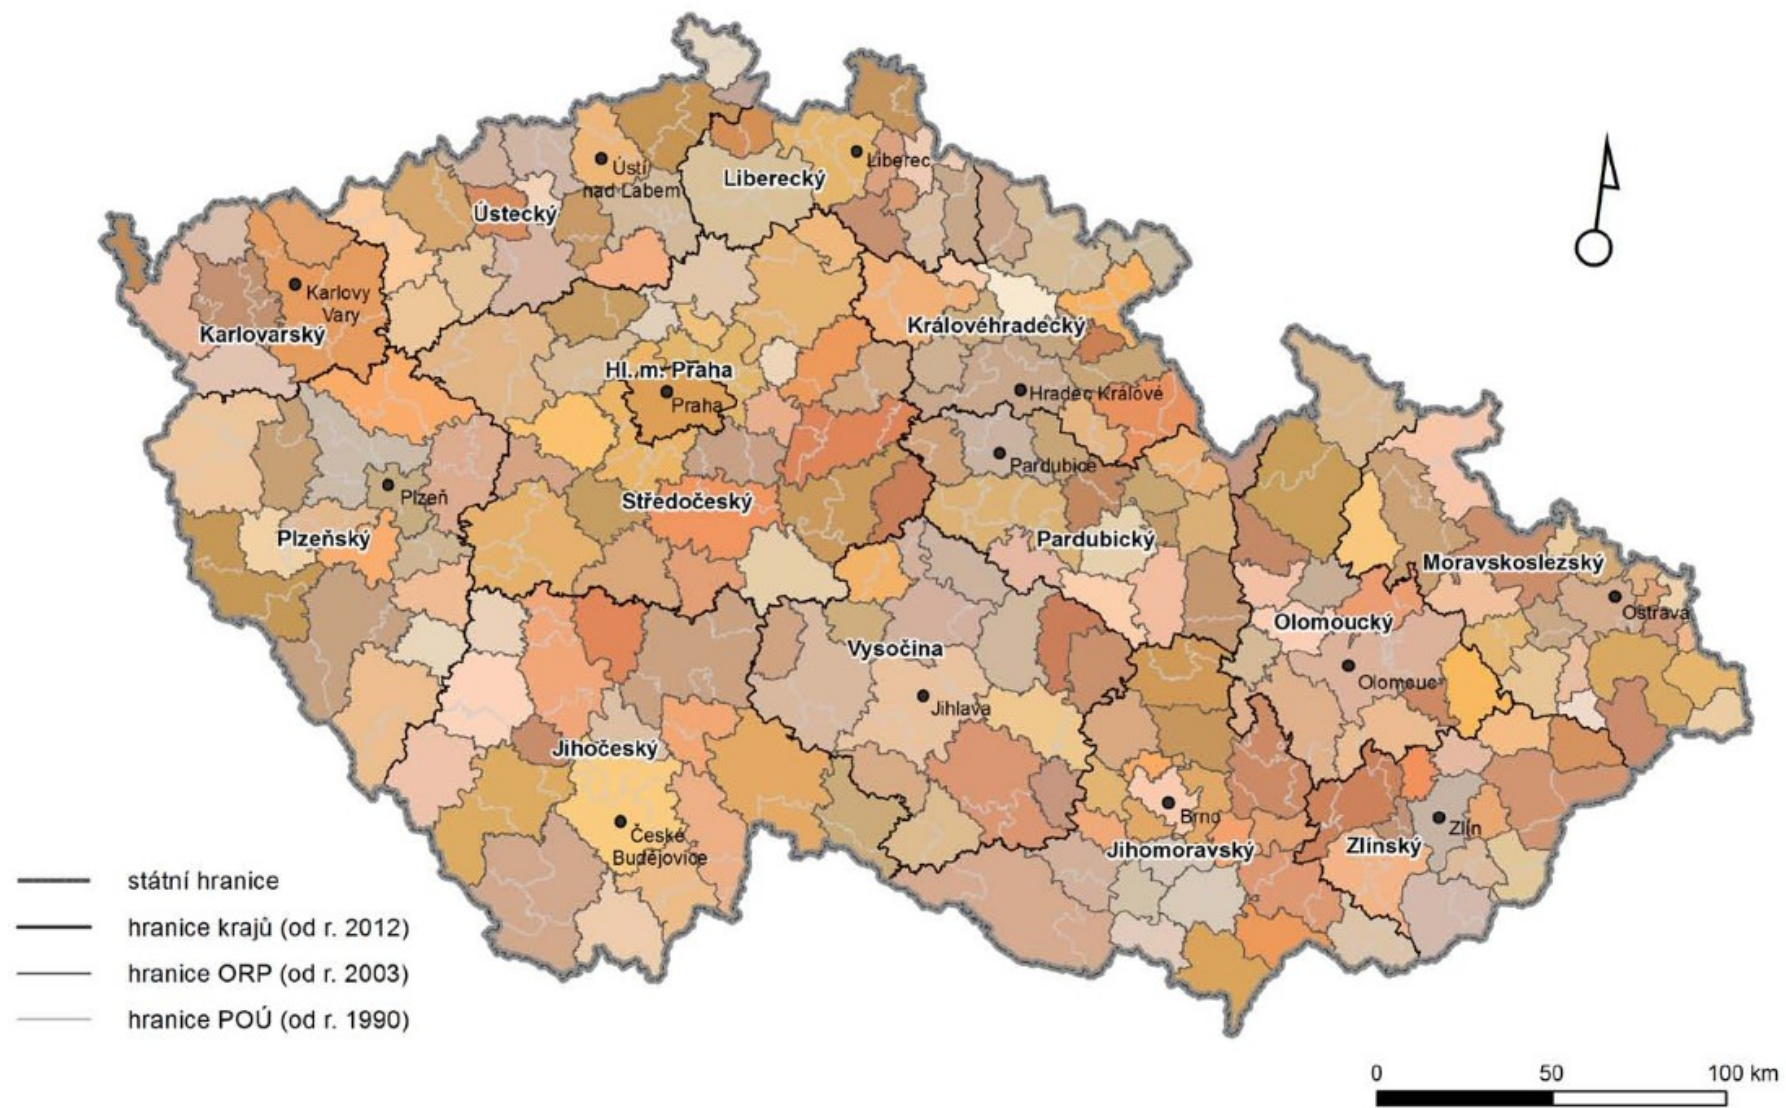 Ústí
nad Labem
Liberec
Liberecký
Ústecký
Karlovy
Vary
Karlovarský
Královéhradecký
Hl. m. Praha
Praha
Hradec Králové
Pardubice
Plzeň
Středočeský
Plzeňský
Pardubický
Moravskoslezský
Ostrava
Olomoucký
Vysočina
Olomouc
Jihlava
Jihočeský
Brno
Zlín
České
Budějovice
Jihomoravský
Zlínský
státní hranice
hranice krajů (od r. 2012)
hranice ORP (od r. 2003)
hranice POÚ (od r. 1990)
0 50 100 km